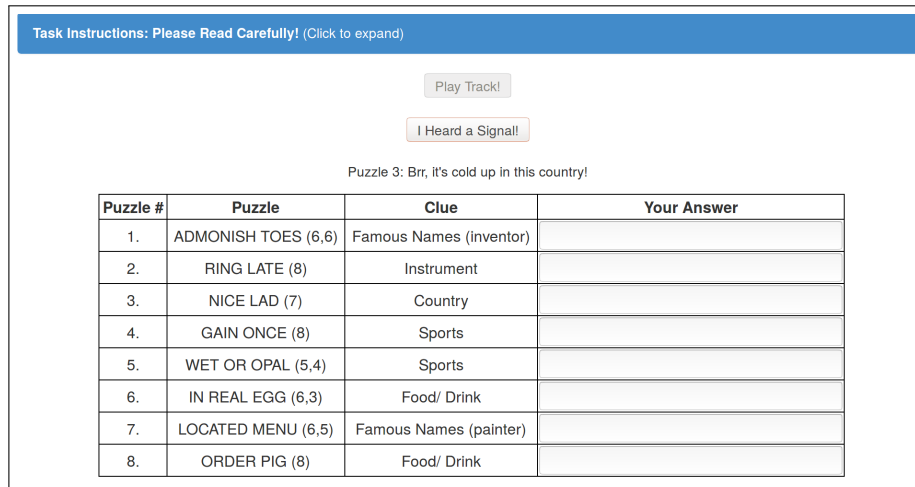 Task Instructions: Please Read Carefully! (Click to expand)
Play Track!
I Heard a Signal!
Puzzle 3: Brr, it's cold up in this country!
Puzzle # Puzzle Clue Your Answer
1. ADMONISH TOES (6,6) Famous Names (inventor)
2. RING LATE (8) Instrument
3. NICE LAD (7) Country
4. GAIN ONCE (8) Sports
5. WET OR OPAL (5,4) Sports
6. IN REAL EGG (6,3) Food/ Drink
7. LOCATED MENU (6,5) Famous Names (painter)
8. ORDER PIG (8) Food/ Drink